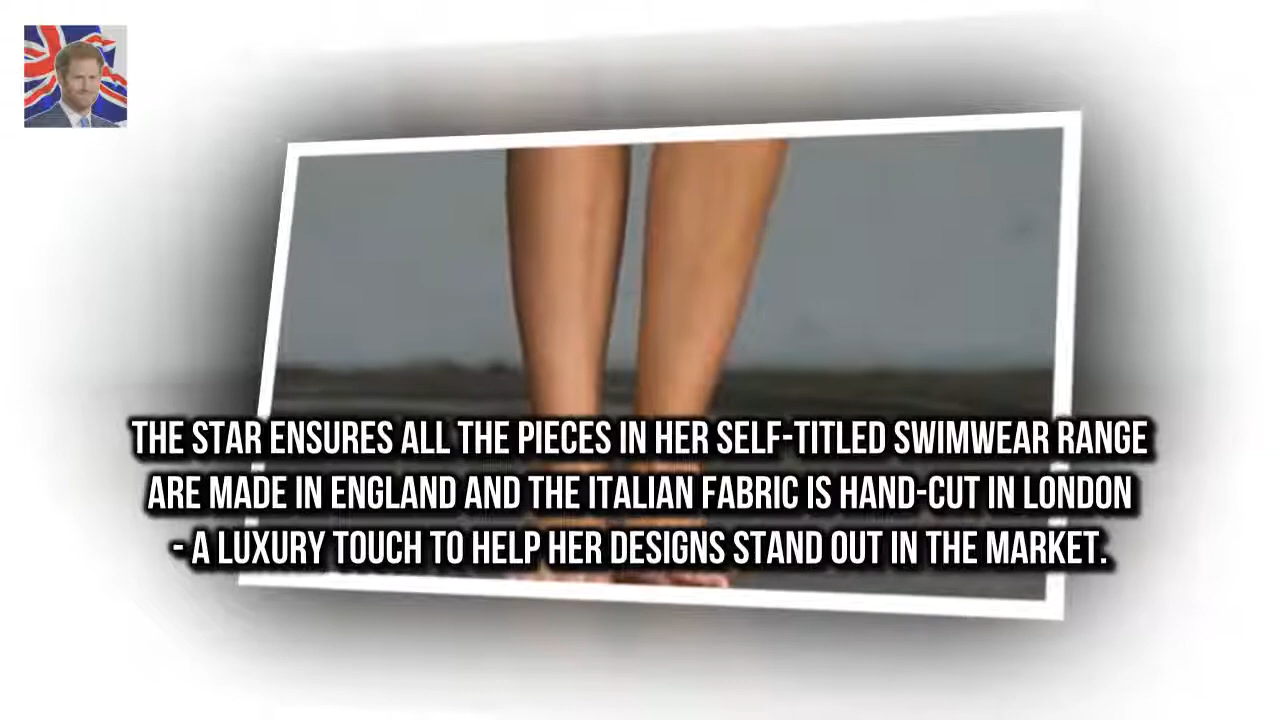 THE STAR ENSURES ALL THE PIECES IN HER SELF-TITLED SWIMWEAR RANGE
ARE MADE IN ENGLAND AND THE ITALIAN FABRIC IS HAND-CUT IN LONDON
- A LUXURY TOUCH TO HELP HER DESIGNS STAND OUT IN THE MARKET.